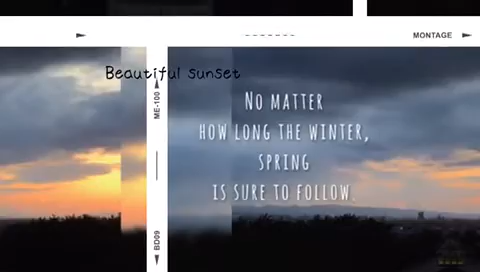 MONTAGE
Beautiful sunset
ME-100
BD09
NO MATTER
HOW LONG THE WINTER,
SPRING
IS SURE TO FOLLOW.